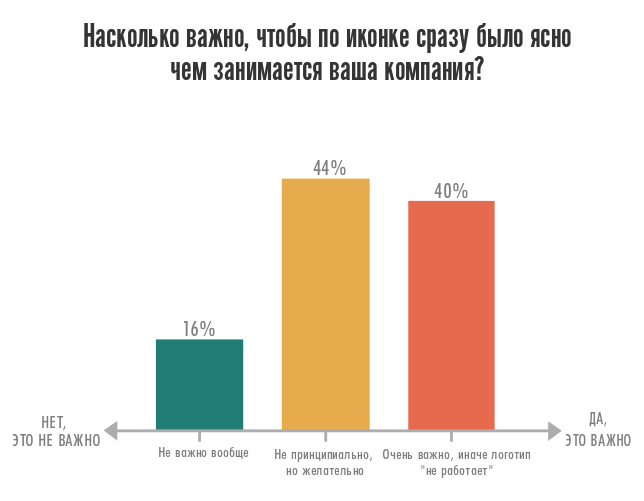 Насколько важно, чтобы по иконке сразу было ясно
чем занимается ваша компания?
44%
40%
16%
НЕТ,
ЭТО НЕ ВАЖНО
ДА,
ЭТО ВАЖНО
Не важно вообще
Не принципиально,
но желательно
Очень важно, иначе логотип
"не работает"